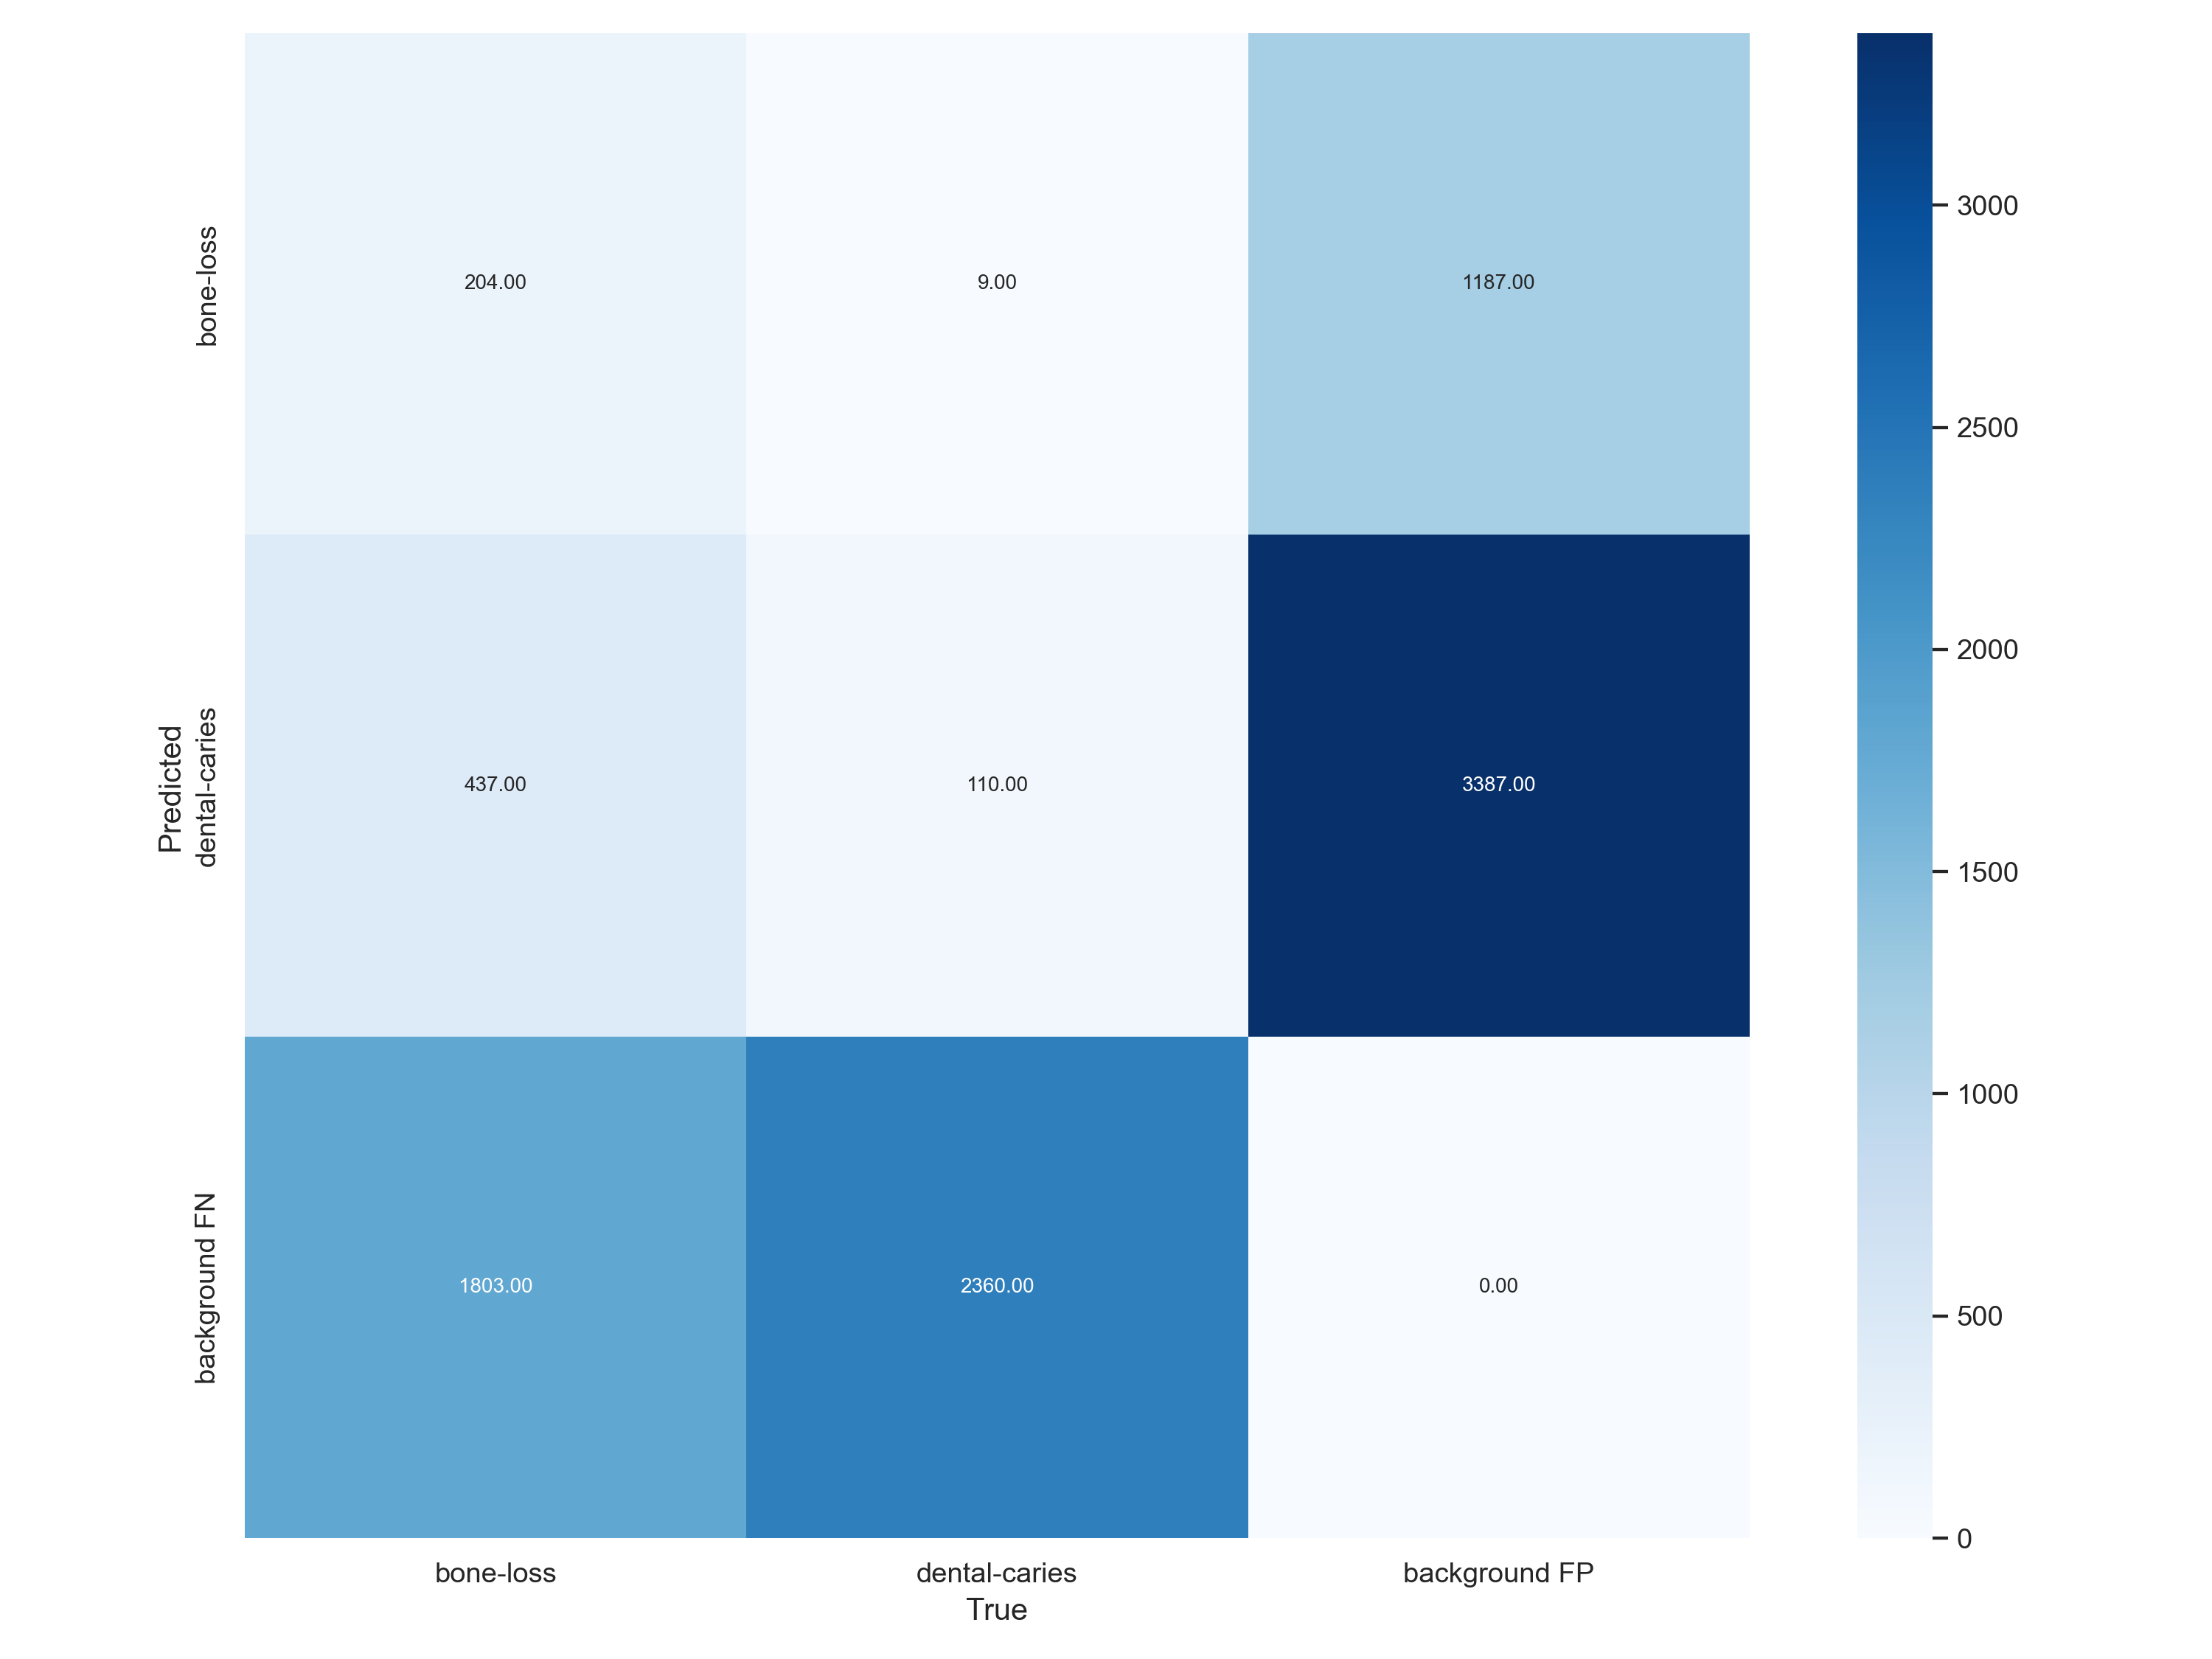 bone-loss
204.00
9.00
1187.00
Predicted
dental-caries
437.00
110.00
3387.00
background FN
1803.00
2360.00
0.00
bone-loss
dental-caries
background FP
True
3000
2500
2000
1500
1000
500
0